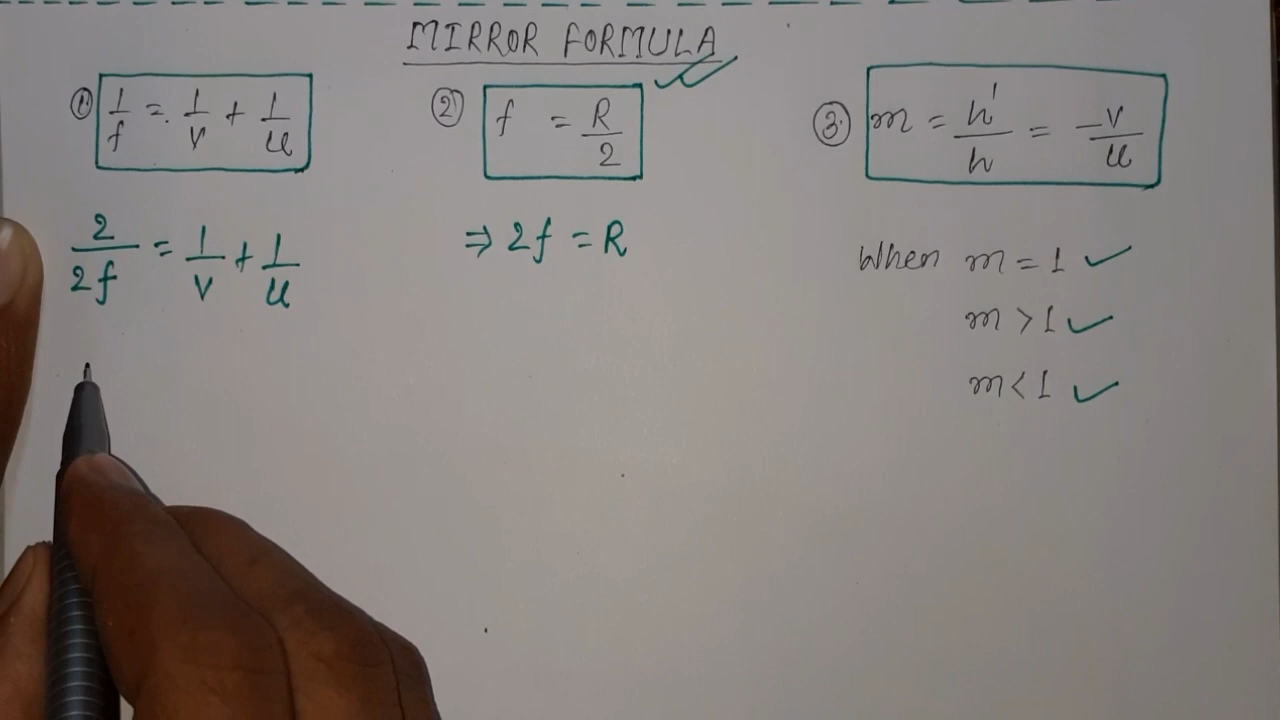 MIRROR FORMULA
① 1/f = 1/v + 1/u
② f = R/2
③ m = h'/h = -v/u
2/2f = 1/v + 1/u
⇒ 2f = R
When m = 1 ✓
m > 1 ✓
m < 1 ✓